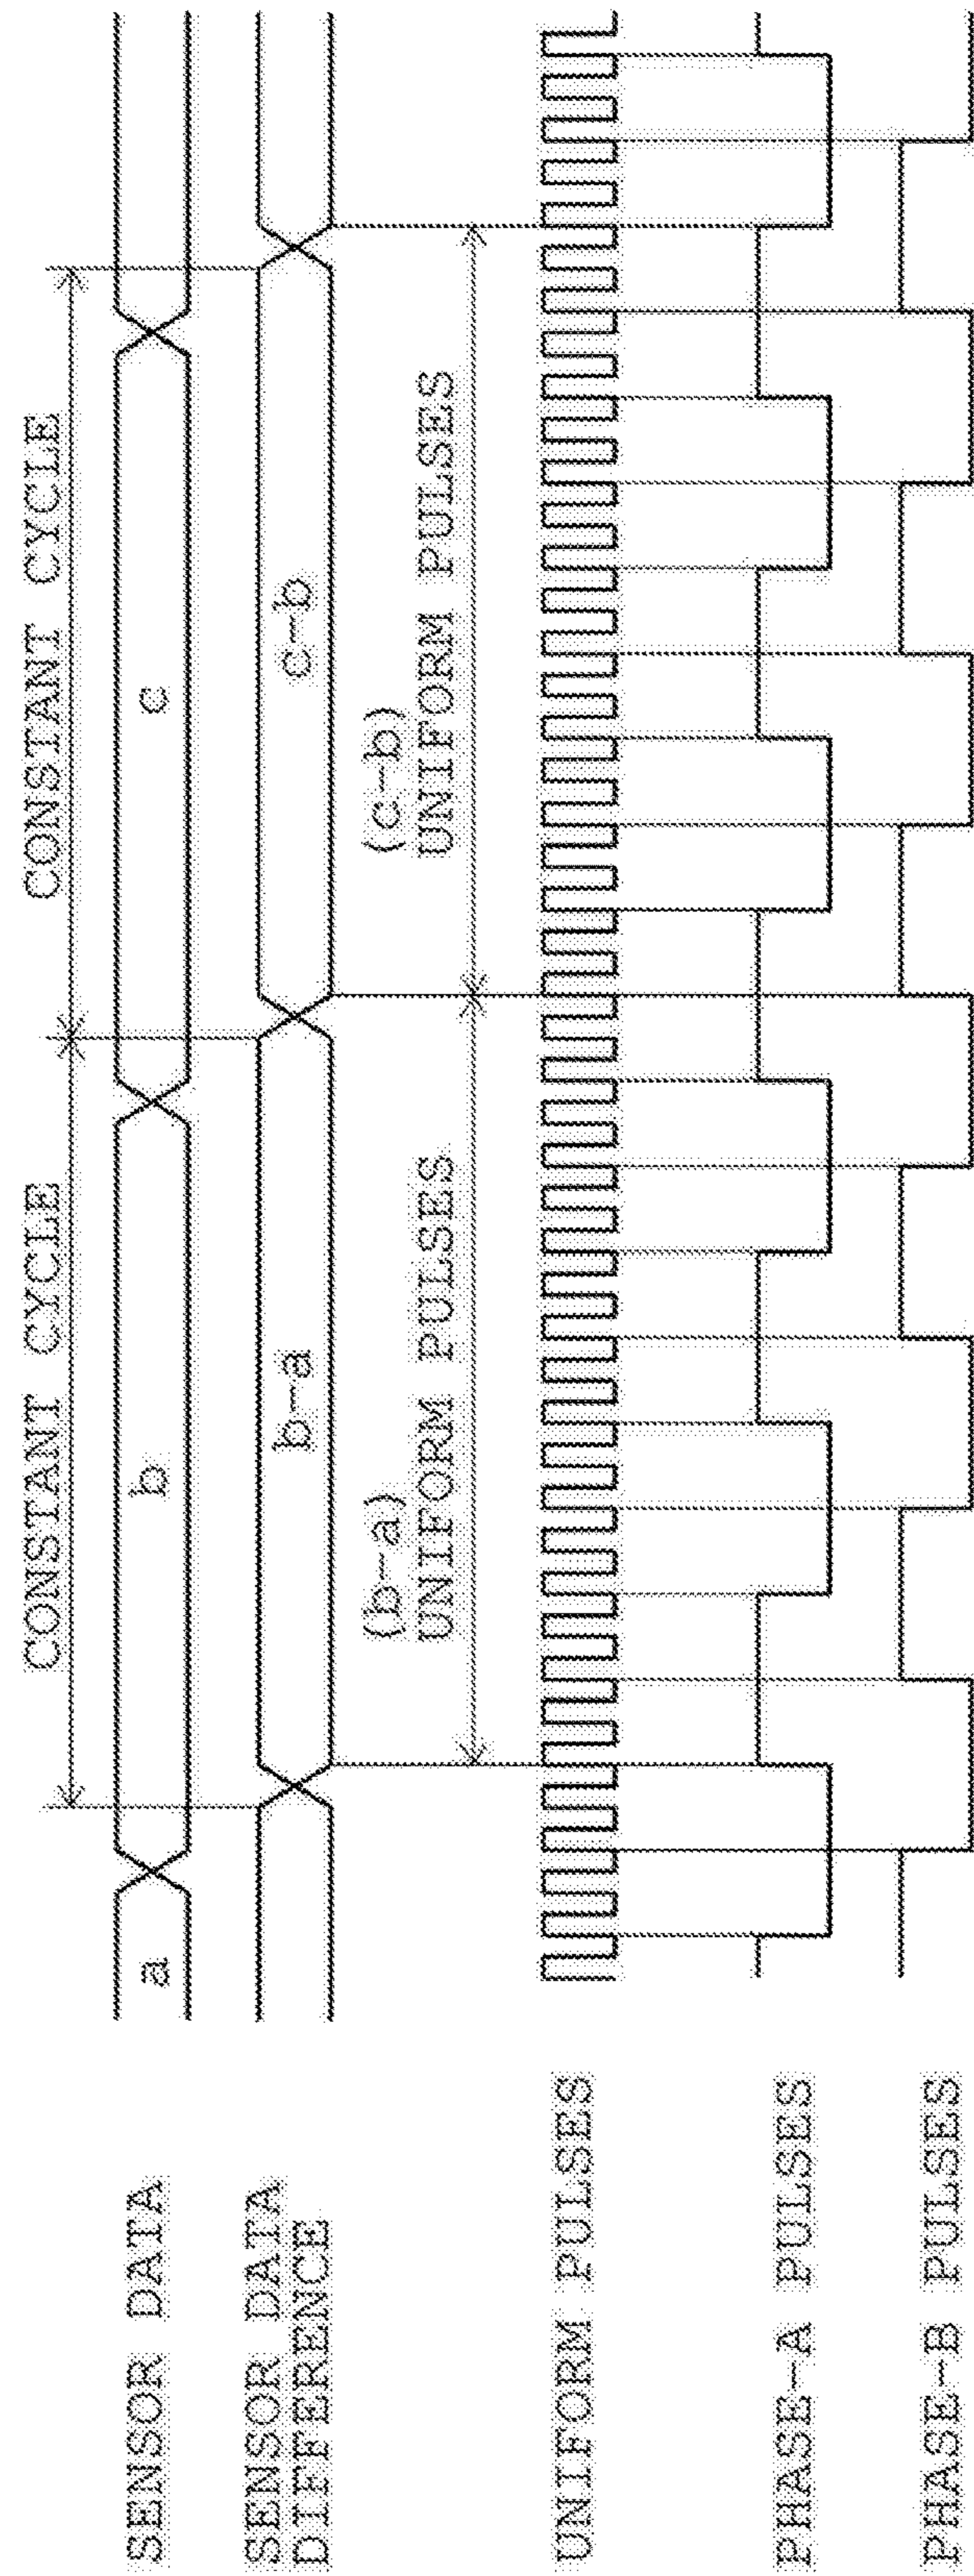 CONSTANT CYCLE
CONSTANT CYCLE
SENSOR DATA
a
b
c
SENSOR DATA
DIFFERENCE
b-a
c-b
(b-a)
UNIFORM PULSES
(c-b)
UNIFORM PULSES
UNIFORM PULSES
PHASE-A PULSES
PHASE-B PULSES